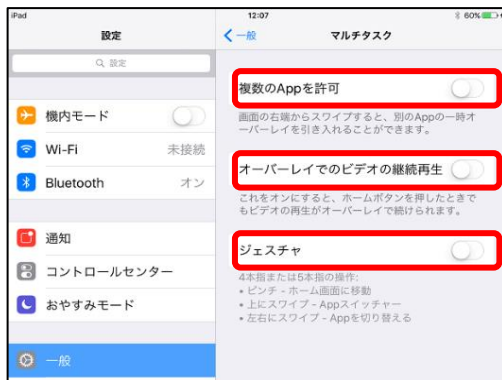 iPad
12:07
60%
設定
設定
機内モード
Wi-Fi
未接続
Bluetooth
オン
通知
コントロールセンター
おやすみモード
一般
一般
マルチタスク
複数のAppを許可
画面の右端からスワイプすると、別のAppの一時オ
ーバーレイを引き入れることができます。
オーバーレイでのビデオの継続再生
これをオンにすると、ホームボタンを押したときで
もビデオの再生がオーバーレイで続けられます。
ジェスチャ
4本指または5本指の操作:
• ピンチ - ホーム画面に移動
• 上にスワイプ - Appスイッチャー
• 左右にスワイプ - Appを切り替える